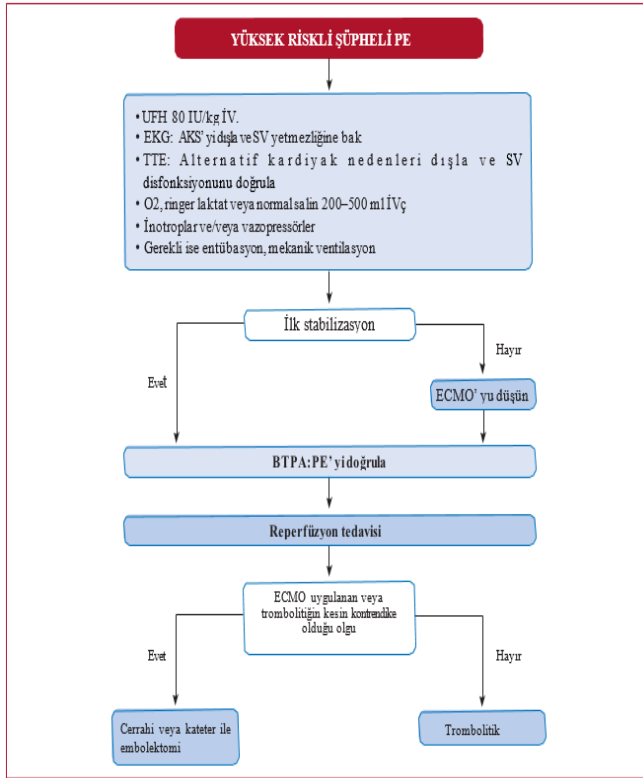 YÜKSEK RİSKLİ ŞÜPHELİ PE
•UFH 80 IU/kg İV.
• EKG: AKS' yi dışla ve SV yetmezliğine bak
• TTE: Alternatif kardiyak nedenleri dışla ve SV
disfonksiyonunu doğrula
• O2, ringer laktat veya normal salin 200–500 ml İVç
• İnotroplar ve/veya vazopressörler
• Gerekli ise entübasyon, mekanik ventilasyon
İlk stabilizasyon
Hayır
Evet
ECMO' yu düşün
BTPA:PE' yi doğrula
Reperfüzyon tedavisi
ECMO uygulanan veya
trombolitiğin kesin kontrendike
olduğu olgu
Evet
Hayır
Cerrahi veya kateter ile
embolektomi
Trombolitik